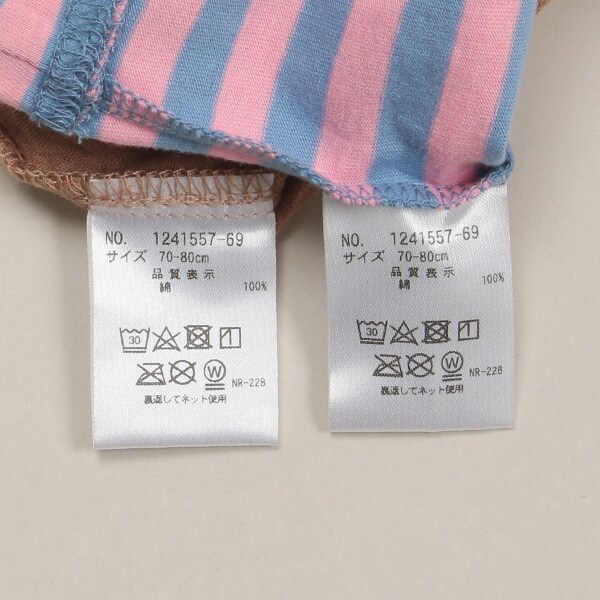 NO. 1241557-69
サイズ 70-80cm
品質表示
綿 100%
30
W NR-228
裏返してネット使用
NO. 1241557-69
サイズ 70-80cm
品質表示
綿 100%
30
W NR-228
裏返してネット使用